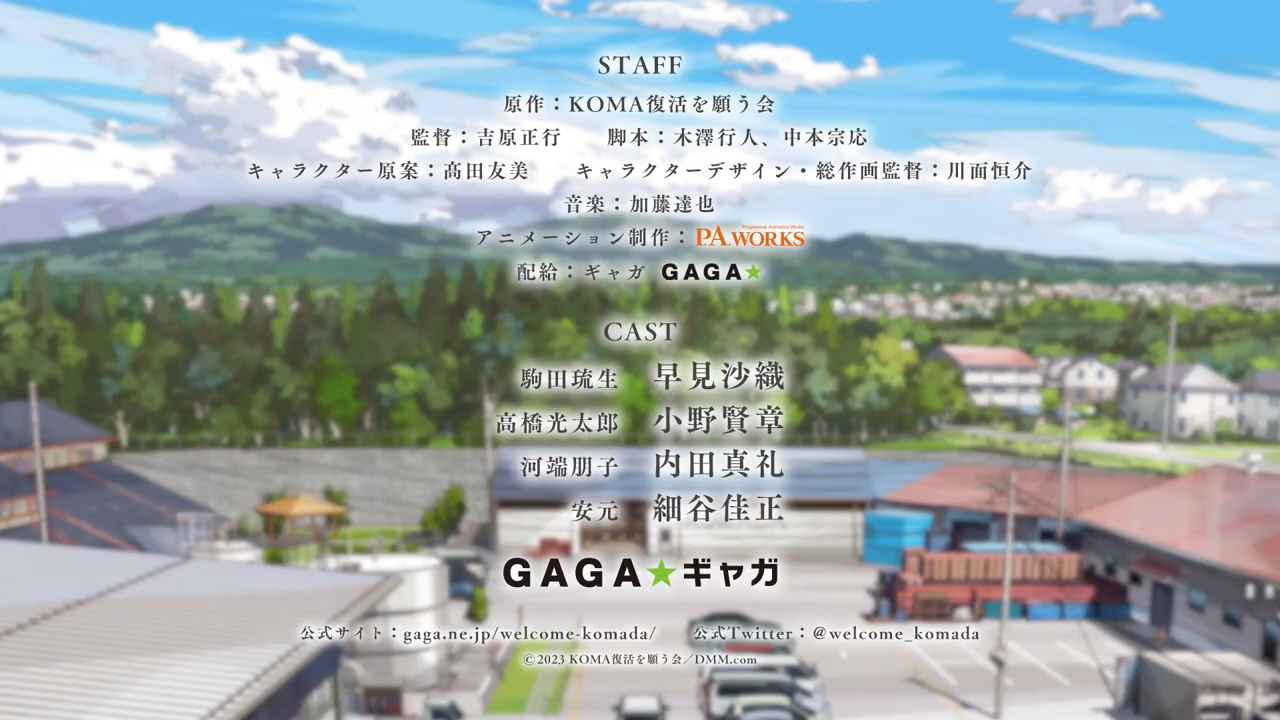 STAFF
原作：KOMA復活を願う会
監督：吉原正行　脚本：木澤行人、中本宗応
キャラクター原案：髙田友美　キャラクターデザイン・総作画監督：川面恒介
音楽：加藤達也
アニメーション制作：Progressive Animation Works P.A.WORKS
配給：ギャガ GAGA★
CAST
駒田琉生　早見沙織
高橋光太郎　小野賢章
河端朋子　内田真礼
安元　細谷佳正
GAGA★ギャガ
公式サイト：gaga.ne.jp/welcome-komada/　公式Twitter：@welcome_komada
©2023 KOMA復活を願う会／DMM.com